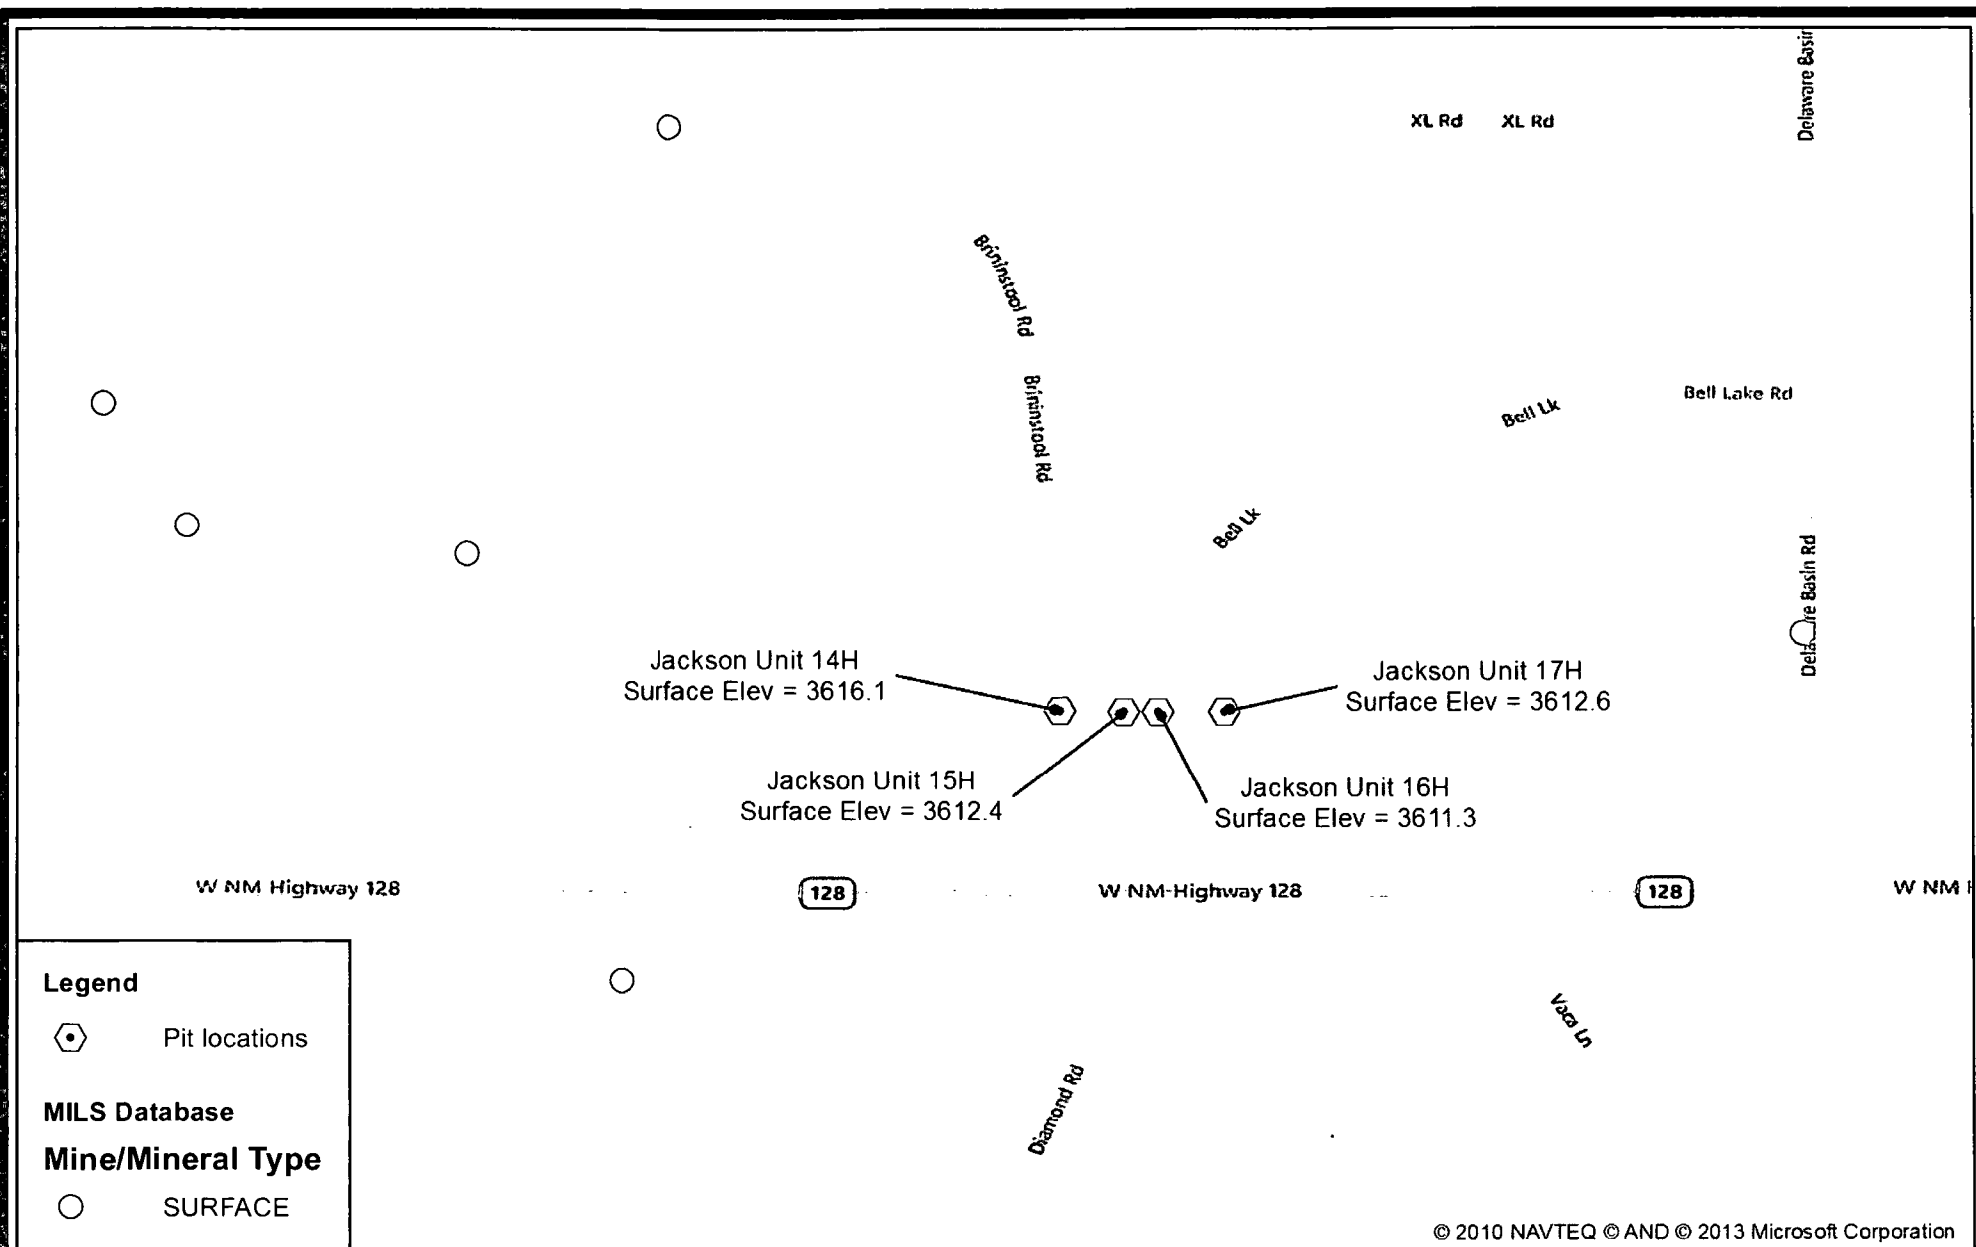 Delaware Basin
XL Rd
XL Rd
Brininstool Rd
Brininstool Rd
Bell Lake Rd
Bell Lk
Bell Lk
Basin Rd
Jackson Unit 14H
Surface Elev = 3616.1
Jackson Unit 17H
Surface Elev = 3612.6
Jackson Unit 15H
Surface Elev = 3612.4
Jackson Unit 16H
Surface Elev = 3611.3
W NM Highway 128
128
W NM-Highway 128
128
W NM
Legend
Pit locations
MILS Database
Mine/Mineral Type
SURFACE
Vaca Ln
Diamond Rd
© 2010 NAVTEQ © AND © 2013 Microsoft Corporation